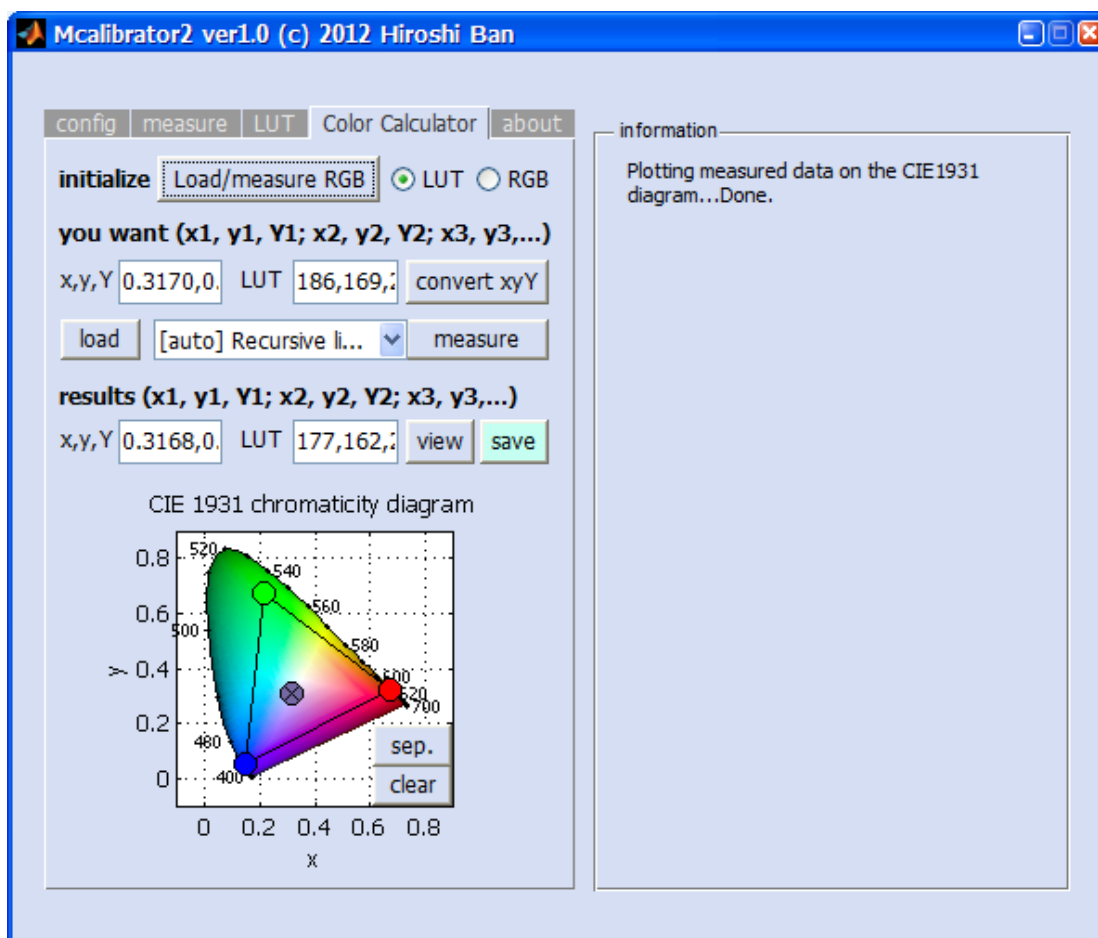 Mcalibrator2 ver1.0 (c) 2012 Hiroshi Ban
config measure LUT Color Calculator about
initialize Load/measure RGB LUT RGB
you want (x1, y1, Y1; x2, y2, Y2; x3, y3,...)
x,y,Y 0.3170,0. LUT 186,169,2 convert xyY
load [auto] Recursive li... measure
results (x1, y1, Y1; x2, y2, Y2; x3, y3,...)
x,y,Y 0.3168,0. LUT 177,162,2 view save
CIE 1931 chromaticity diagram
0.8
0.6
0.4
0.2
0
y
520
540
560
500
580
600
620
700
480
400
sep.
clear
0 0.2 0.4 0.6 0.8
x
information
Plotting measured data on the CIE1931
diagram...Done.